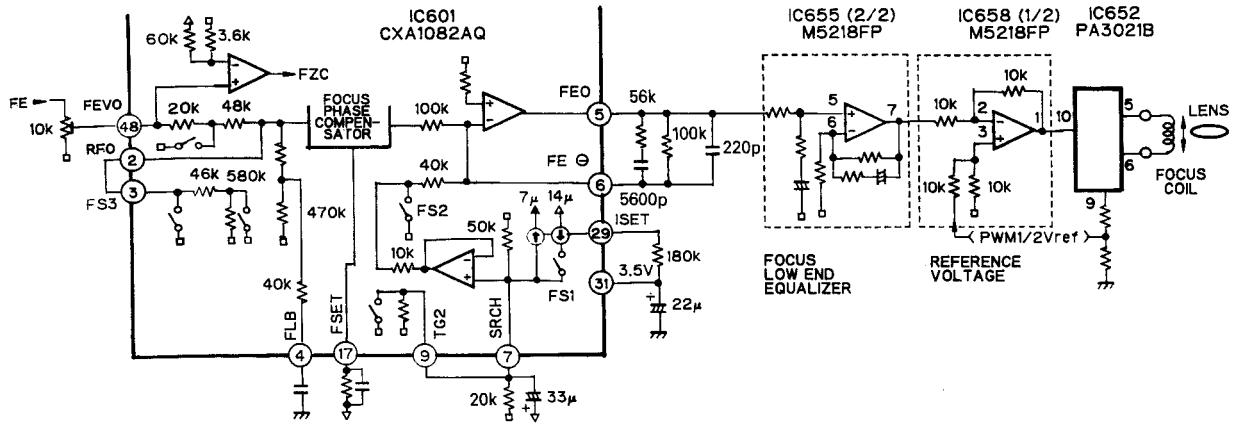 IC601
CXA1082AQ
IC655 (2/2)
M5218FP
IC658 (1/2)
M5218FP
IC652
PA3021B
60k
3.6k
FZC
FE
FEVO
10k
48
20k
48k
RFO
2
3
FS3
46k
580k
470k
FOCUS
PHASE
COMPEN-
SATOR
100k
40k
FS2
10k
50k
7μ
14μ
FS1
FEO
5
FE ⊖
6
ISET
29
3.5V
31
180k
22μ
56k
100k
220p
5600p
5
6
7
FOCUS
LOW END
EQUALIZER
10k
10k
2
3
1
10k
10k
PWM1/2Vref
REFERENCE
VOLTAGE
10
5
6
9
LENS
FOCUS
COIL
40k
FLB
4
FSET
17
TG2
9
SRCH
7
20k
33μ